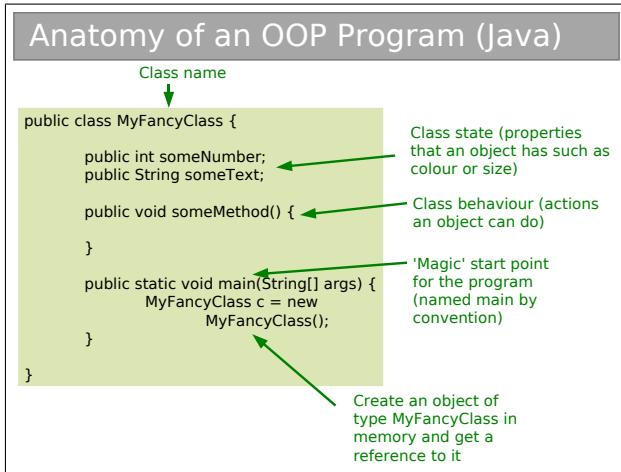 Anatomy of an OOP Program (Java)
Class name
public class MyFancyClass {
public int someNumber;
public String someText;
Class state (properties
that an object has such as
colour or size)
public void someMethod() {
}
Class behaviour (actions
an object can do)
public static void main(String[] args) {
MyFancyClass c = new
MyFancyClass();
}
}
'Magic' start point
for the program
(named main by
convention)
Create an object of
type MyFancyClass in
memory and get a
reference to it